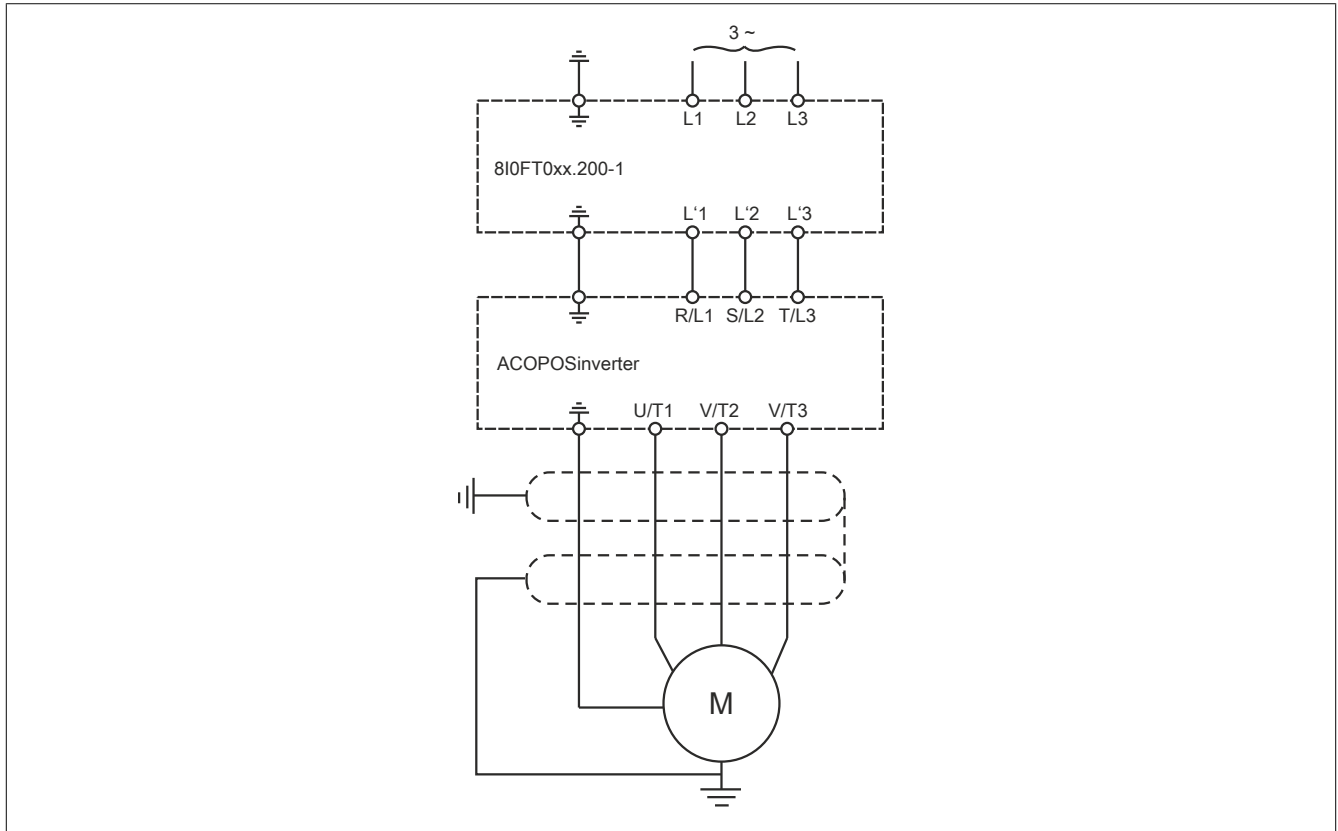 3 ~
L1 L2 L3
8I0FT0xx.200-1
L‘1 L‘2 L‘3
R/L1 S/L2 T/L3
ACOPOSinverter
U/T1 V/T2 V/T3
M